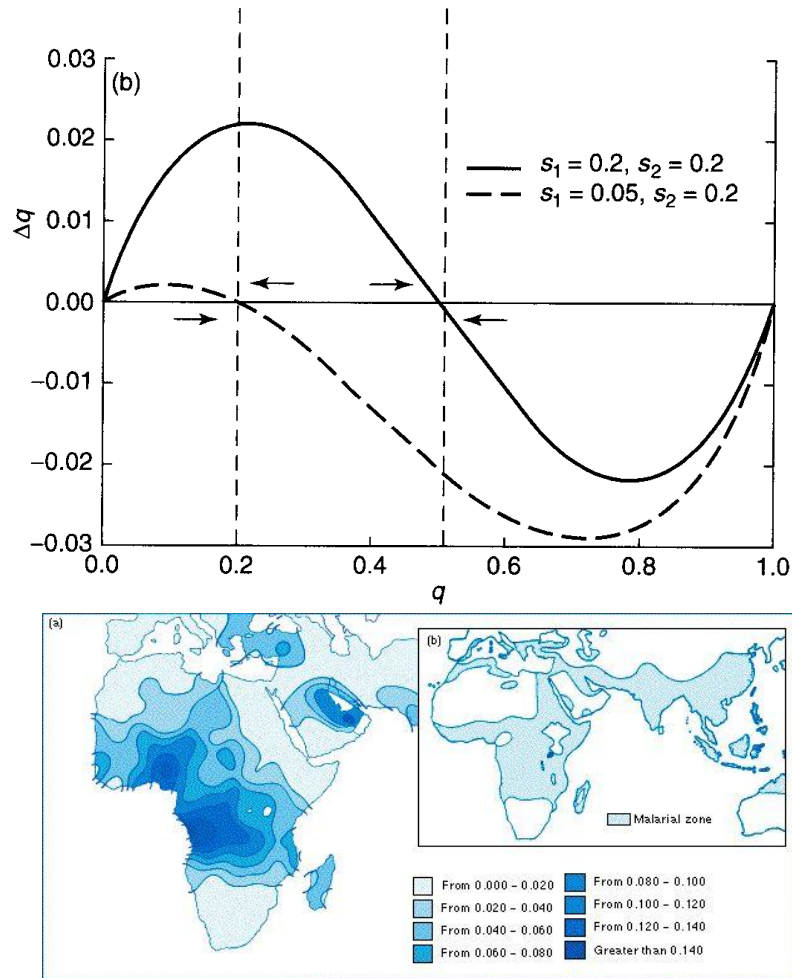 (b)
0.03
0.02
0.01
0.00
−0.01
−0.02
−0.03
Δq
s₁ = 0.2, s₂ = 0.2
s₁ = 0.05, s₂ = 0.2
0.0 0.2 0.4 0.6 0.8 1.0
q
(a)
(b)
Malarial zone
From 0.000 – 0.020
From 0.020 – 0.040
From 0.040 – 0.060
From 0.060 – 0.080
From 0.080 – 0.100
From 0.100 – 0.120
From 0.120 – 0.140
Greater than 0.140